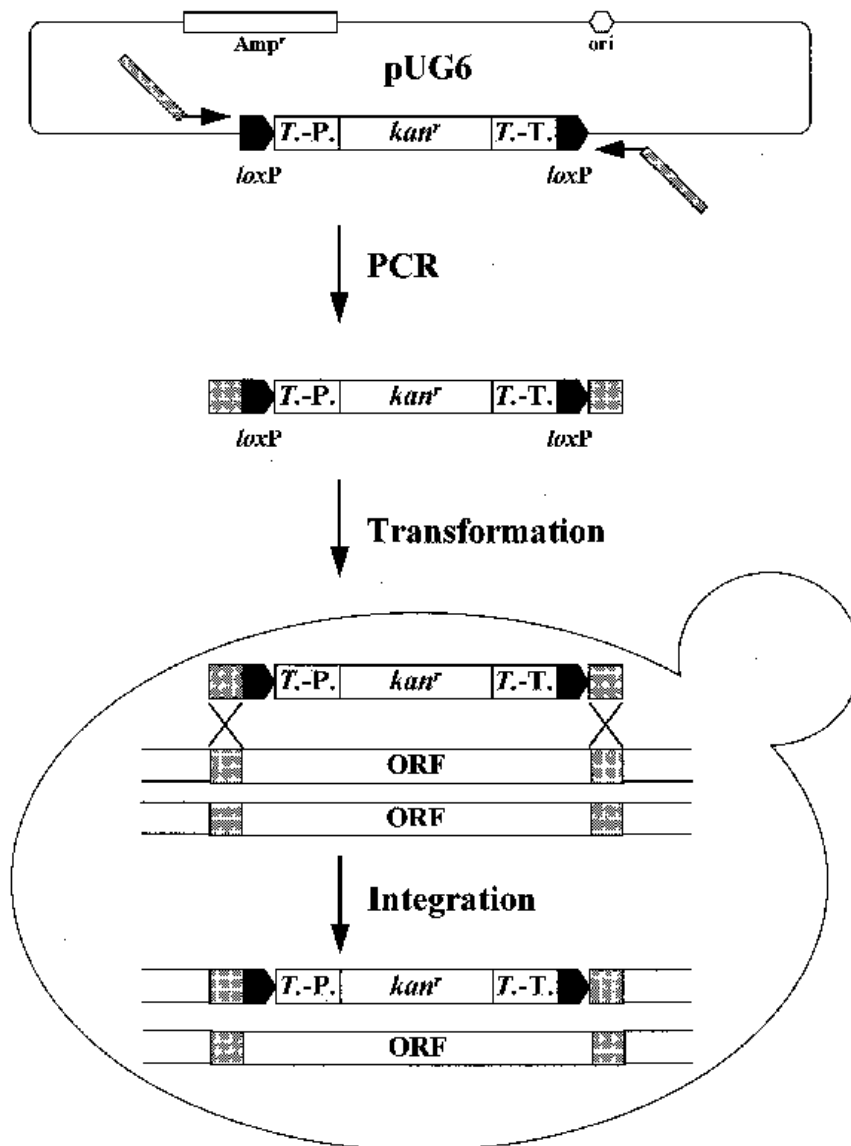 Ampʳ ori
pUG6
T.-P. kanʳ T.-T.
loxP loxP
PCR
T.-P. kanʳ T.-T.
loxP loxP
Transformation
T.-P. kanʳ T.-T.
ORF
ORF
Integration
T.-P. kanʳ T.-T.
ORF